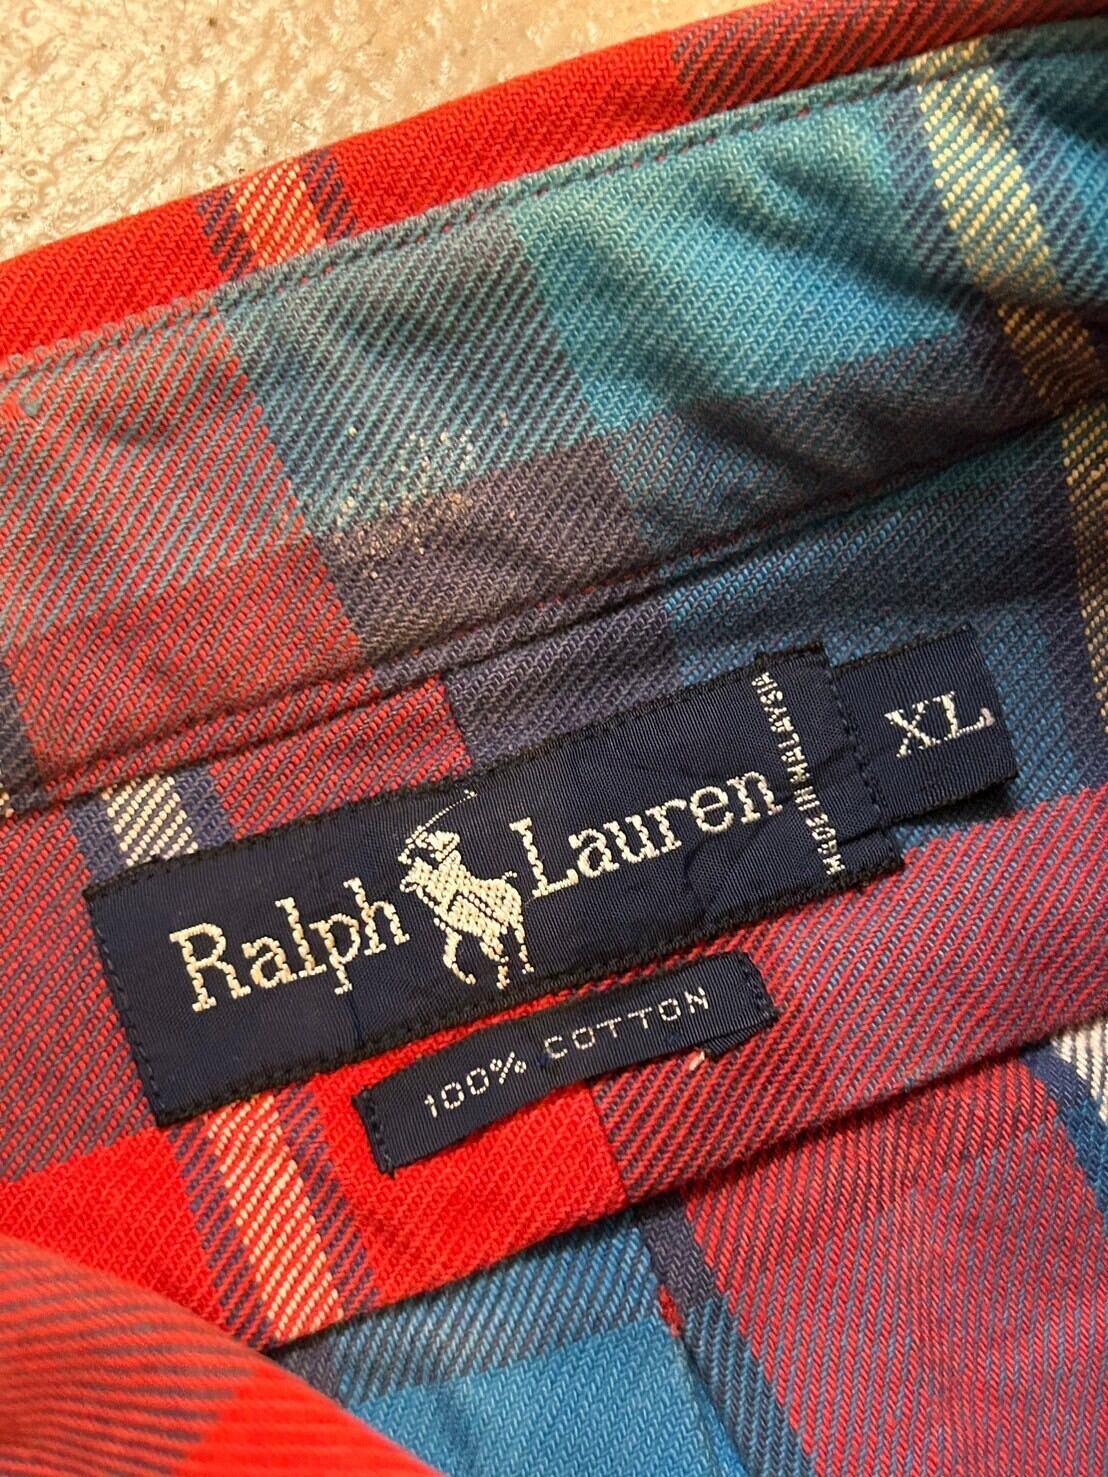 Ralph Lauren
MADE IN MALAYSIA
XL
100% COTTON